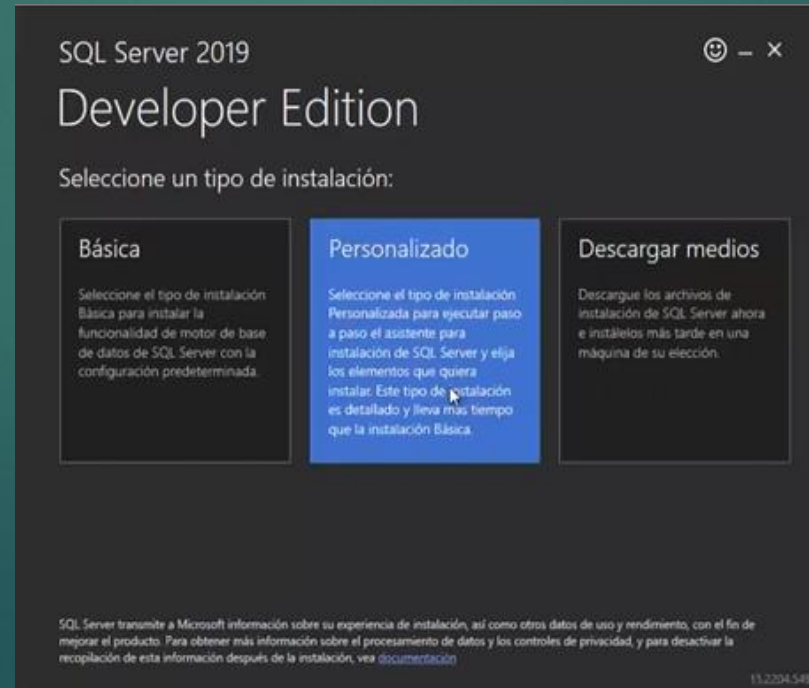 SQL Server 2019
Developer Edition
Seleccione un tipo de instalación:
Básica
Seleccione el tipo de instalación
Básica para instalar la
funcionalidad de motor de base
de datos de SQL Server con la
configuración predeterminada.
Personalizado
Seleccione el tipo de instalación
Personalizada para ejecutar paso
a paso el asistente para
instalación de SQL Server y elija
los elementos que quiera
instalar. Este tipo de instalación
es detallado y lleva más tiempo
que la instalación Básica.
Descargar medios
Descargue los archivos de
instalación de SQL Server ahora
e instálelos más tarde en una
máquina de su elección.
SQL Server transmite a Microsoft información sobre su experiencia de instalación, así como otros datos de uso y rendimiento, con el fin de
mejorar el producto. Para obtener más información sobre el procesamiento de datos y los controles de privacidad, y para desactivar la
recopilación de esta información después de la instalación, vea documentación